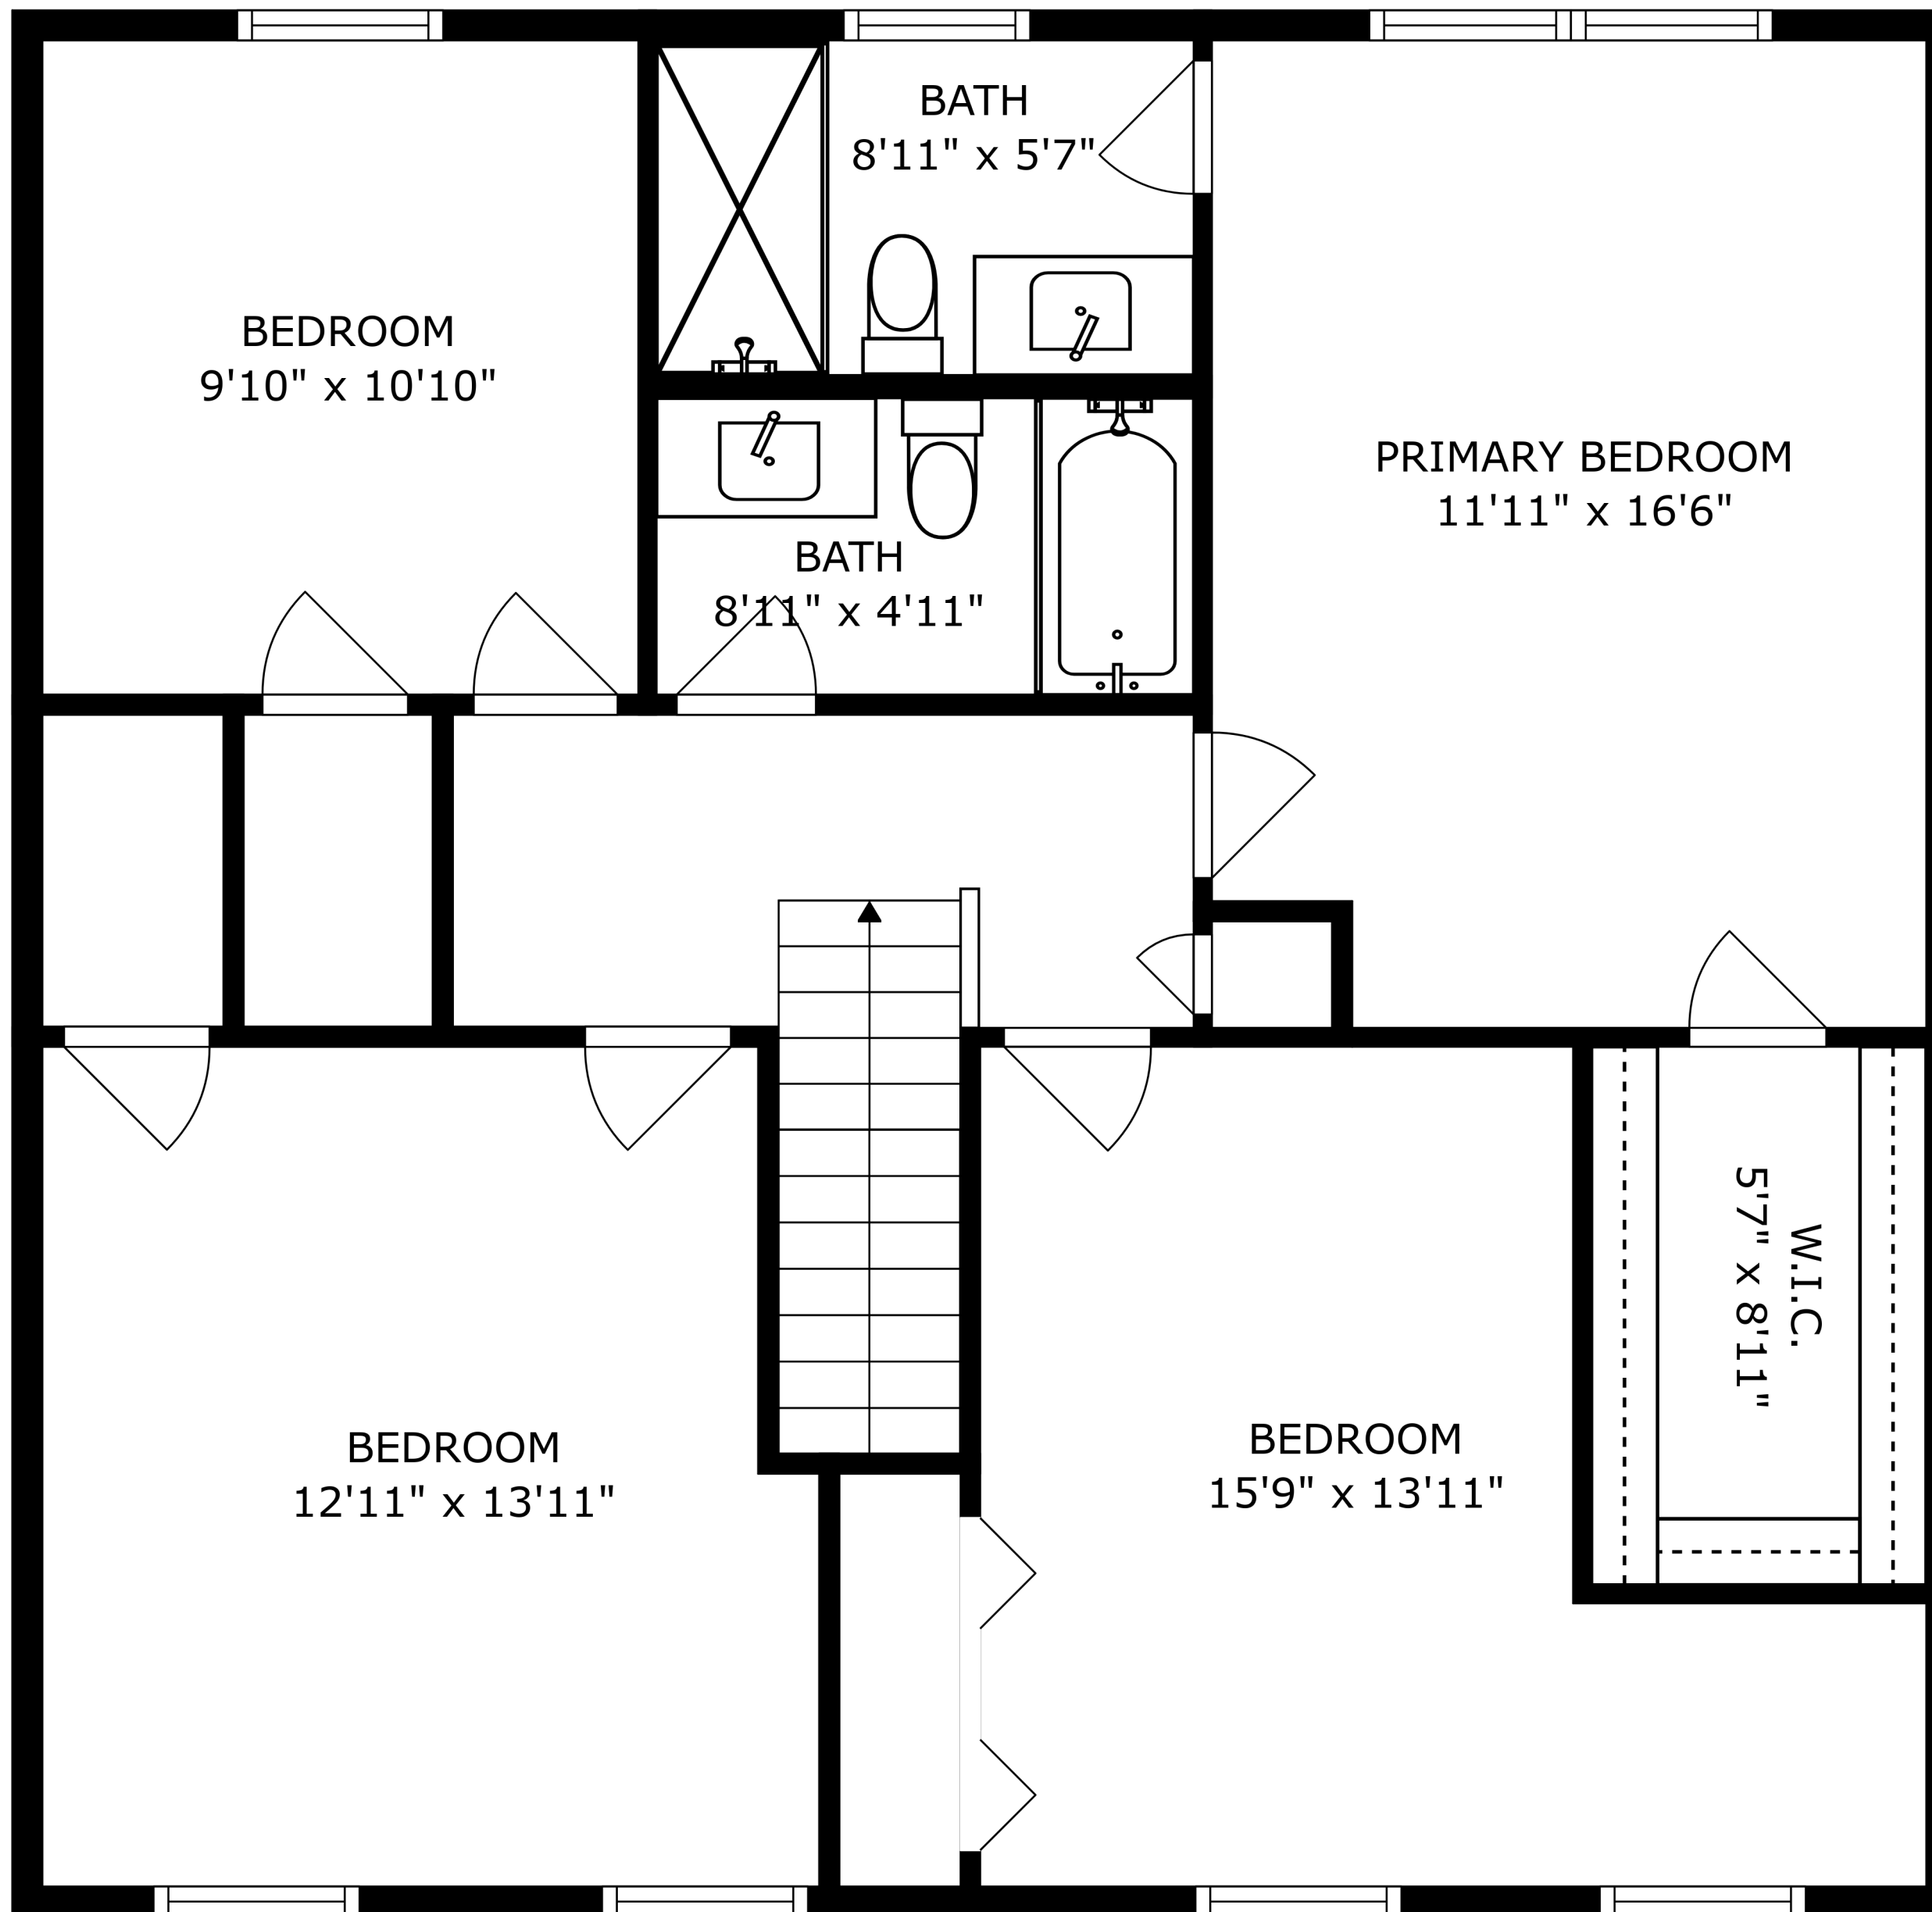 BATH
8'11" x 5'7"
BEDROOM
9'10" x 10'10"
PRIMARY BEDROOM
11'11" x 16'6"
BATH
8'11" x 4'11"
W.I.C.
5'7" x 8'11"
BEDROOM
12'11" x 13'11"
BEDROOM
15'9" x 13'11"